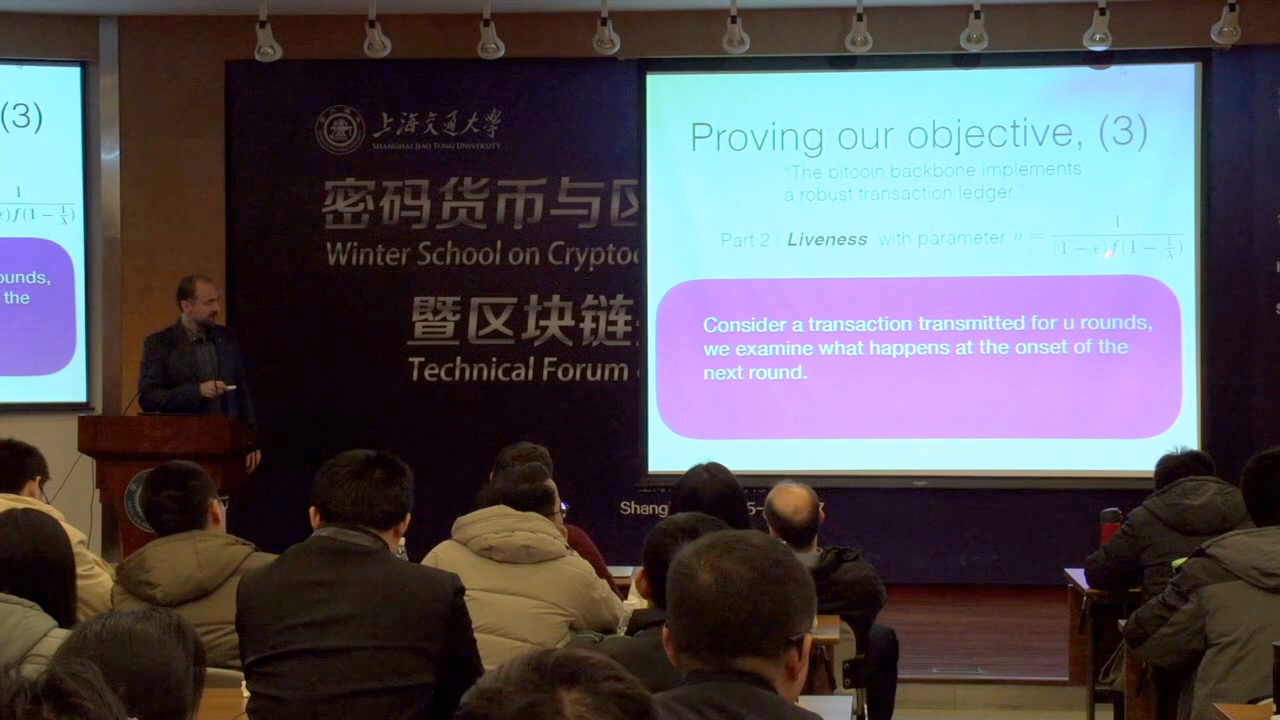 (3)
1
)f(1 − 1/λ)
ounds,
the
上海交通大学
SHANGHAI JIAO TONG UNIVERSITY
密码货币与区
Winter School on Cryptoc
暨区块链
Technical Forum
Shang
Proving our objective, (3)
"The bitcoin backbone implements
a robust transaction ledger."
Part 2 : Liveness with parameter u = 1/((1 − ε)f(1 − 1/λ))
Consider a transaction transmitted for u rounds,
we examine what happens at the onset of the
next round.